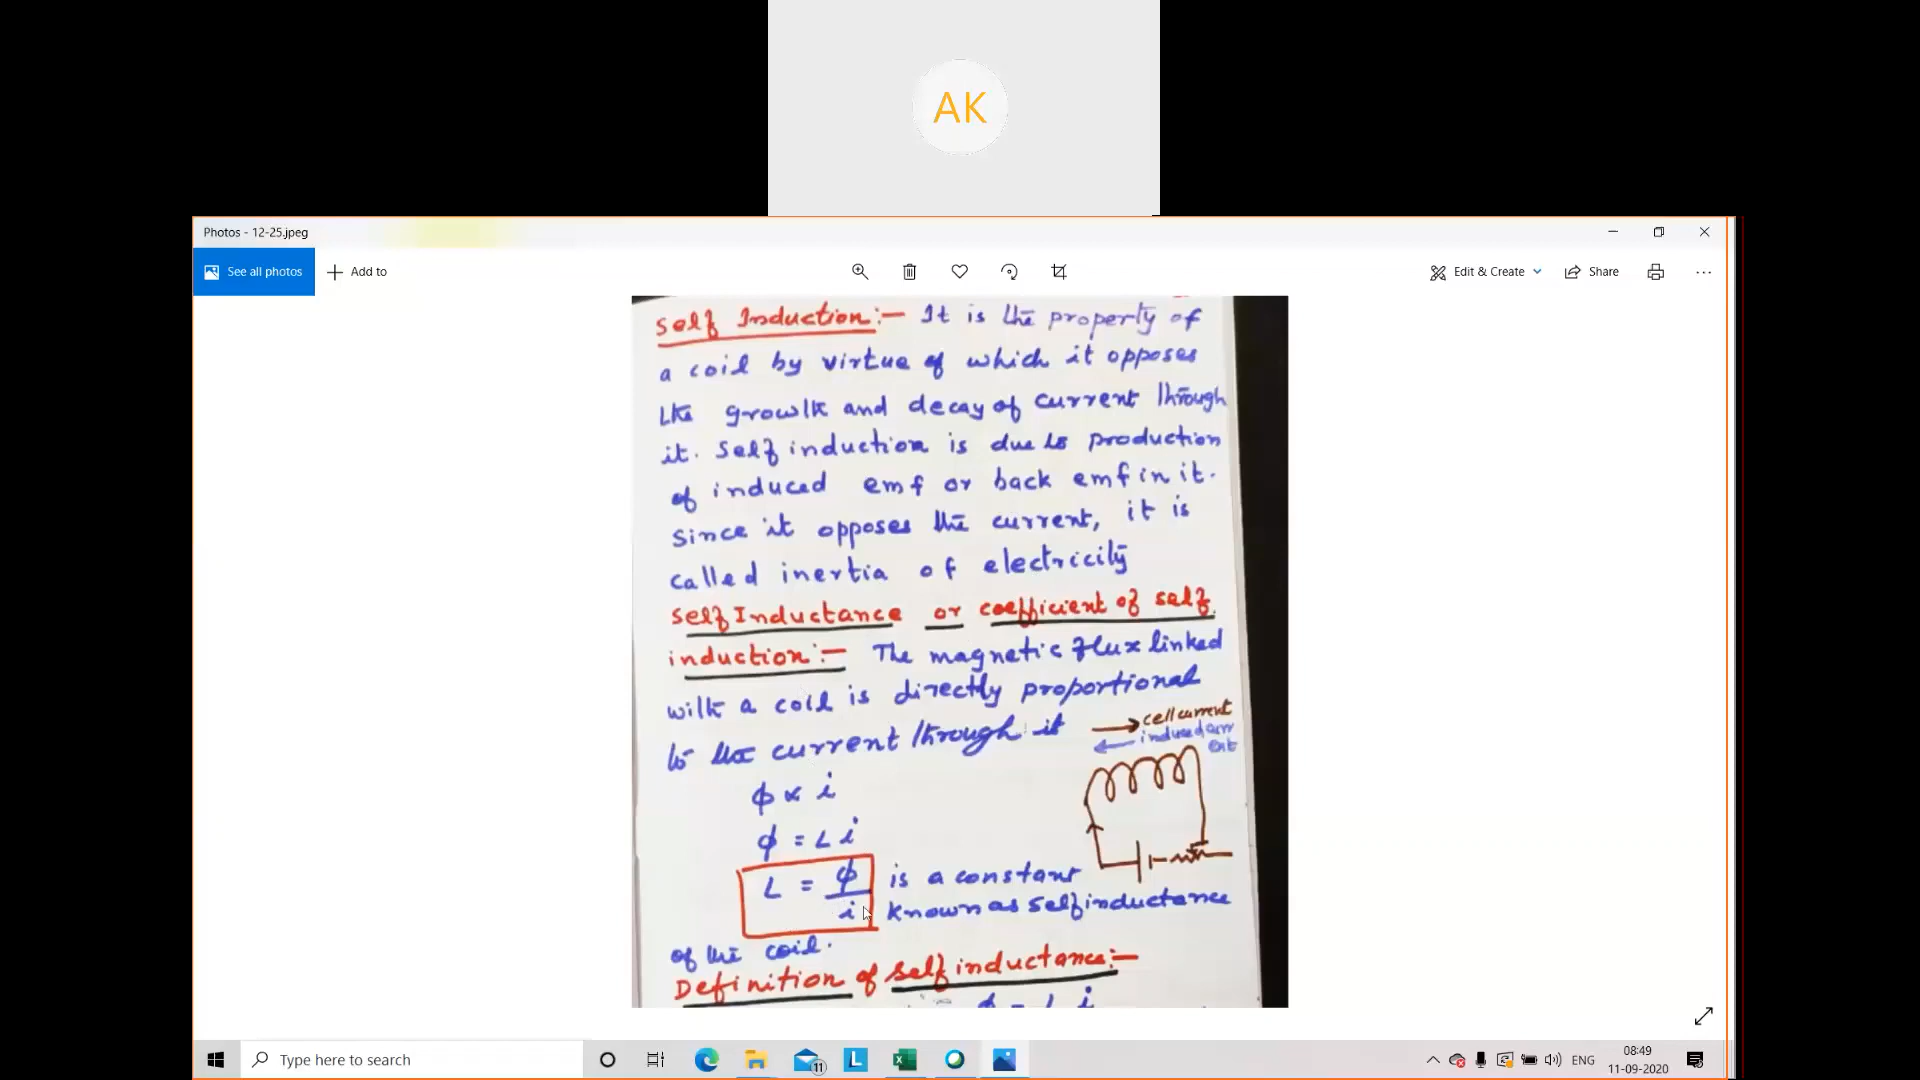 AK
Photos - 12-25.jpeg
See all photos
Add to
Edit & Create
Share
Self Induction:- It is the property of
a coil by virtue of which it opposes
the growth and decay of current through
it. Self induction is due to production
of induced emf or back emf in it.
Since it opposes the current, it is
called inertia of electricity
Self Inductance or coefficient of self
induction:- The magnetic flux linked
with a coil is directly proportional
to the current through it
cell current
induced curr
ent
ϕ ∝ i
ϕ = L i
L = ϕ/i is a constant
known as self inductance
of the coil.
Definition of self inductance:-
ϕ = L i
Type here to search
11
L
ENG
08:49
11-09-2020